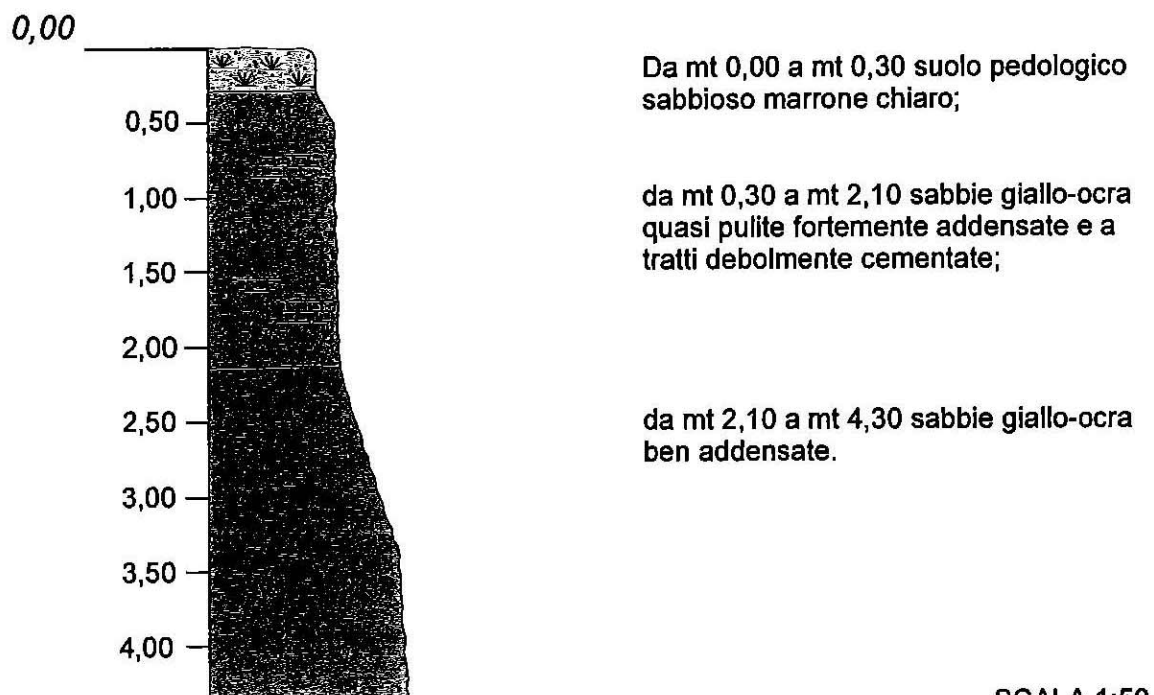 0,00
Da mt 0,00 a mt 0,30 suolo pedologico
sabbioso marrone chiaro;
0,50
1,00
da mt 0,30 a mt 2,10 sabbie giallo-ocra
quasi pulite fortemente addensate e a
tratti debolmente cementate;
1,50
2,00
2,50
da mt 2,10 a mt 4,30 sabbie giallo-ocra
ben addensate.
3,00
3,50
4,00
SCALA 1:50